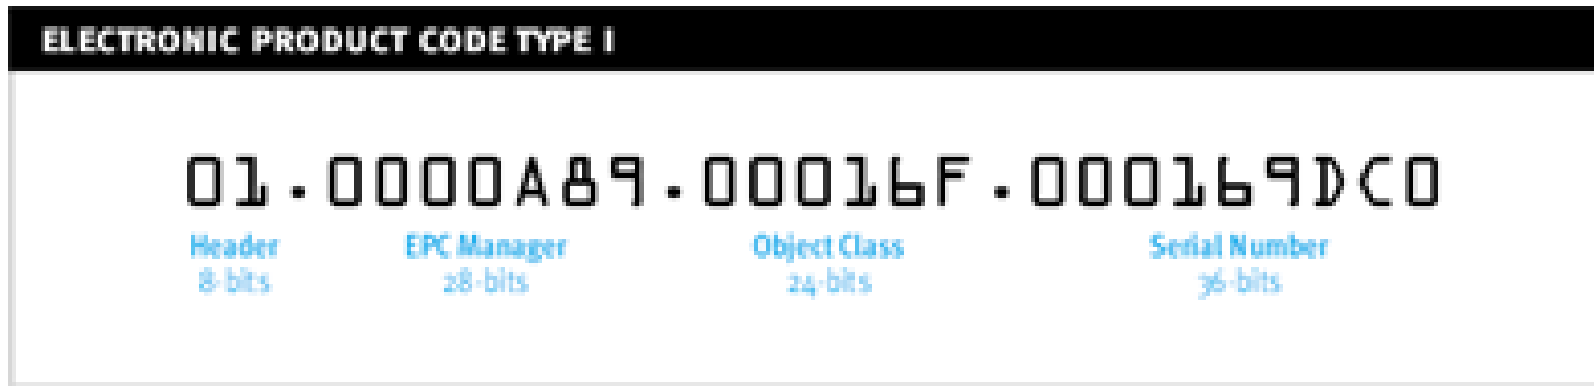 ELECTRONIC PRODUCT CODE TYPE I
01.0000A89.00016F.000169DC0
Header EPC Manager Object Class Serial Number
8-bits 28-bits 24-bits 36-bits